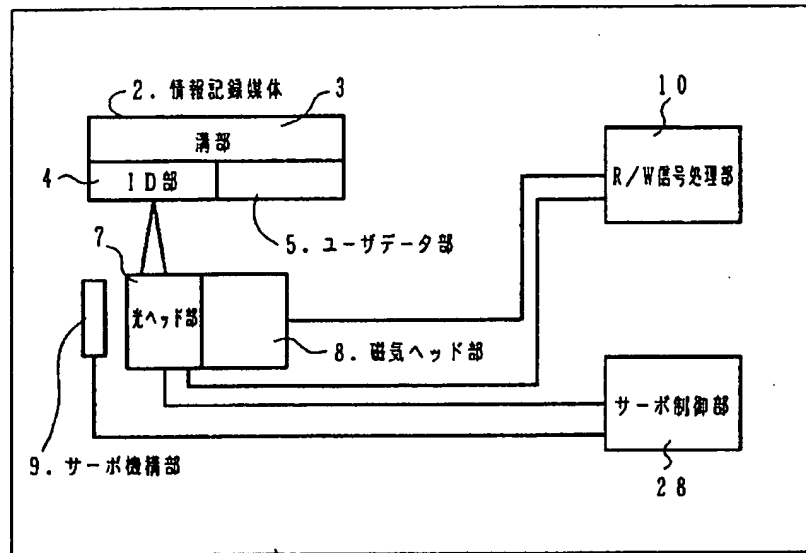 2.情報記録媒体
3
10
溝部
4
ID部
R/W信号処理部
5.ユーザデータ部
7
光ヘッド部
8.磁気ヘッド部
サーボ制御部
9.サーボ機構部
28